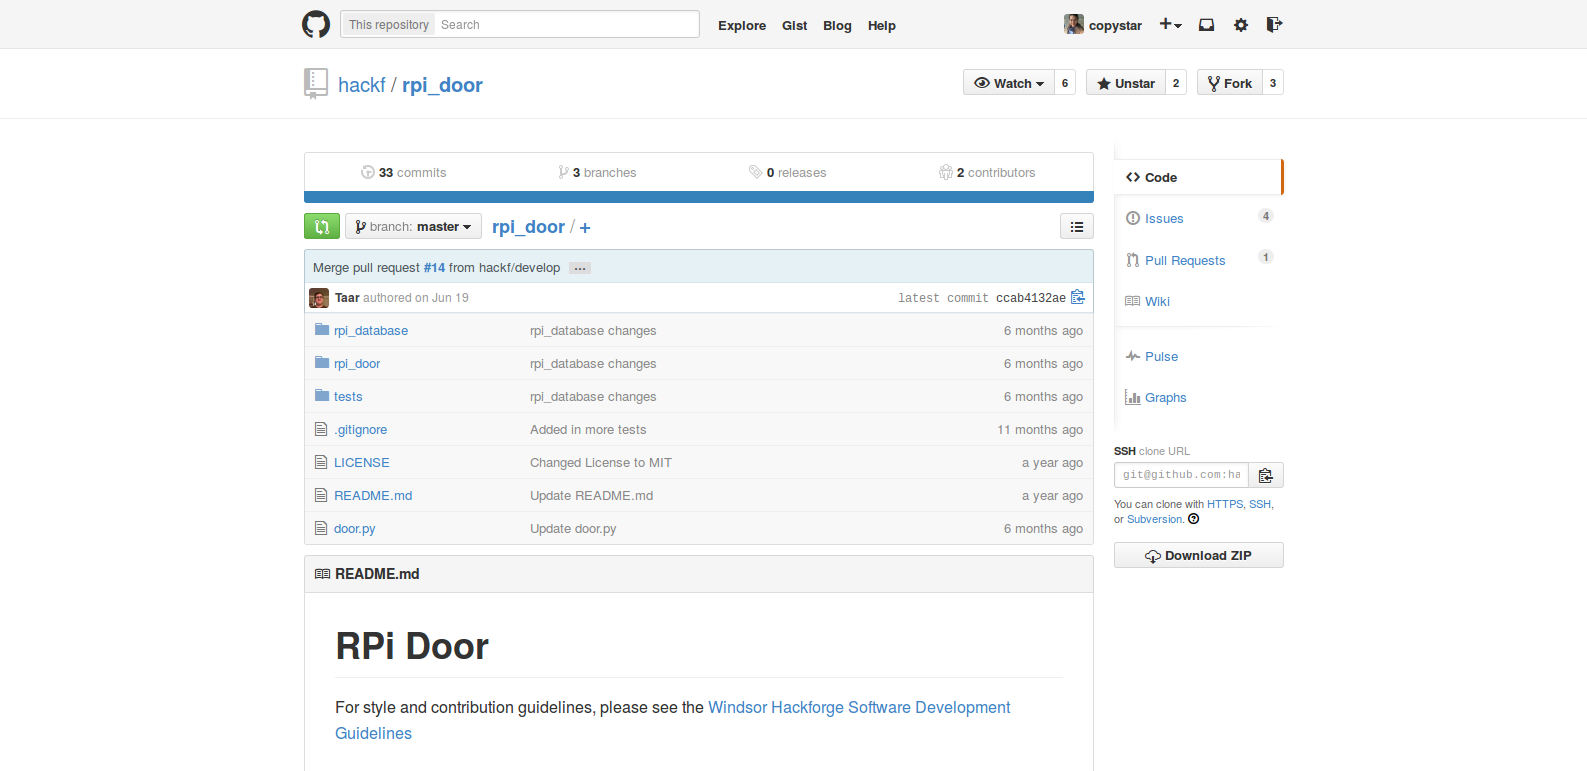 This repository Search Explore Gist Blog Help copystar
hackf / rpi_door Watch 6 Unstar 2 Fork 3
33 commits 3 branches 0 releases 2 contributors
branch: master rpi_door / +
Merge pull request #14 from hackf/develop ...
Taar authored on Jun 19 latest commit ccab4132ae
rpi_database rpi_database changes 6 months ago
rpi_door rpi_database changes 6 months ago
tests rpi_database changes 6 months ago
.gitignore Added in more tests 11 months ago
LICENSE Changed License to MIT a year ago
README.md Update README.md a year ago
door.py Update door.py 6 months ago
README.md
RPi Door
For style and contribution guidelines, please see the Windsor Hackforge Software Development
Guidelines
Code
Issues 4
Pull Requests 1
Wiki
Pulse
Graphs
SSH clone URL
git@github.com:ha
You can clone with HTTPS, SSH,
or Subversion.
Download ZIP